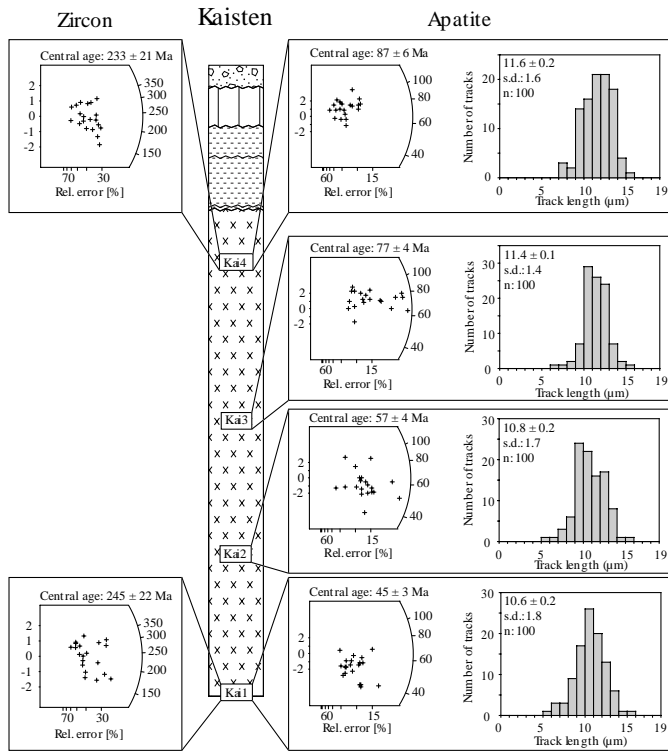 Zircon
Kaisten
Apatite
Central age: 233 ± 21 Ma
2
1
0
-1
-2
350
300
250
200
150
70
30
Rel. error [%]
Central age: 87 ± 6 Ma
2
0
-2
100
80
60
40
60
15
Rel. error [%]
11.6 ± 0.2
s.d.:1.6
n:100
Number of tracks
20
10
0
0
6
10
15
19
Track length (µm)
Kai4
Central age: 77 ± 4 Ma
2
0
-2
100
80
60
40
60
15
Rel. error [%]
11.4 ± 0.1
s.d.:1.4
n:100
Number of tracks
30
20
10
0
0
6
10
15
19
Track length (µm)
Kai3
Central age: 57 ± 4 Ma
2
0
-2
100
80
60
40
60
15
Rel. error [%]
10.8 ± 0.2
s.d.:1.7
n:100
Number of tracks
30
20
10
0
0
6
10
15
19
Track length (µm)
Kai2
Central age: 245 ± 22 Ma
2
1
0
-1
-2
350
300
250
200
150
70
30
Rel. error [%]
Central age: 45 ± 3 Ma
2
0
-2
100
80
60
40
60
15
Rel. error [%]
10.6 ± 0.2
s.d.:1.8
n:100
Number of tracks
30
20
10
0
0
6
10
15
19
Track length (µm)
Kai1